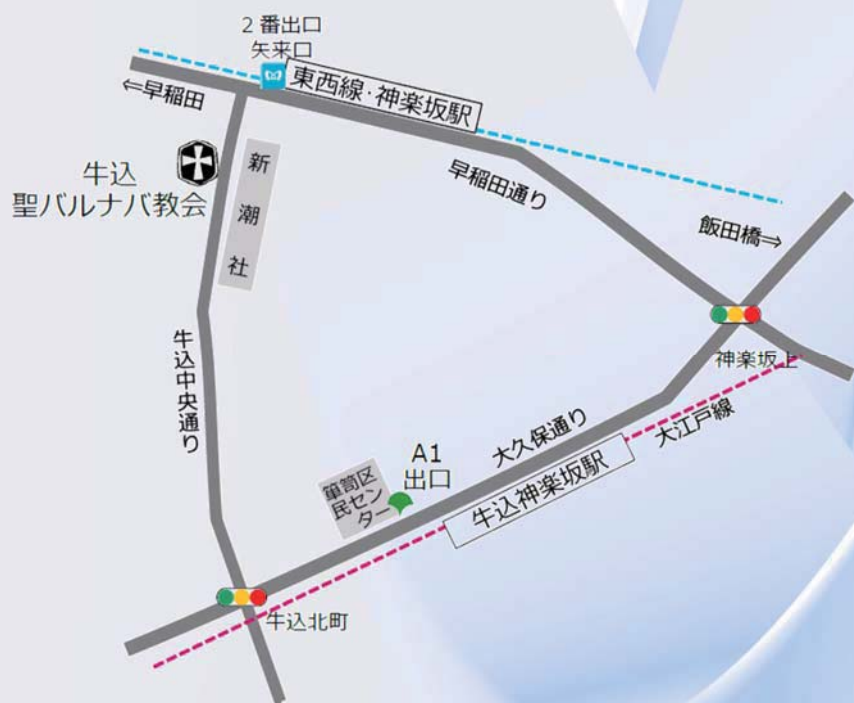 2番出口
矢来口
東西線·神楽坂駅
⇐早稲田
牛込
聖バルナバ教会
新潮社
早稲田通り
飯田橋⇒
神楽坂上
牛込中央通り
大久保通り
大江戸線
A1
出口
箪笥区
民セン
ター
牛込神楽坂駅
牛込北町